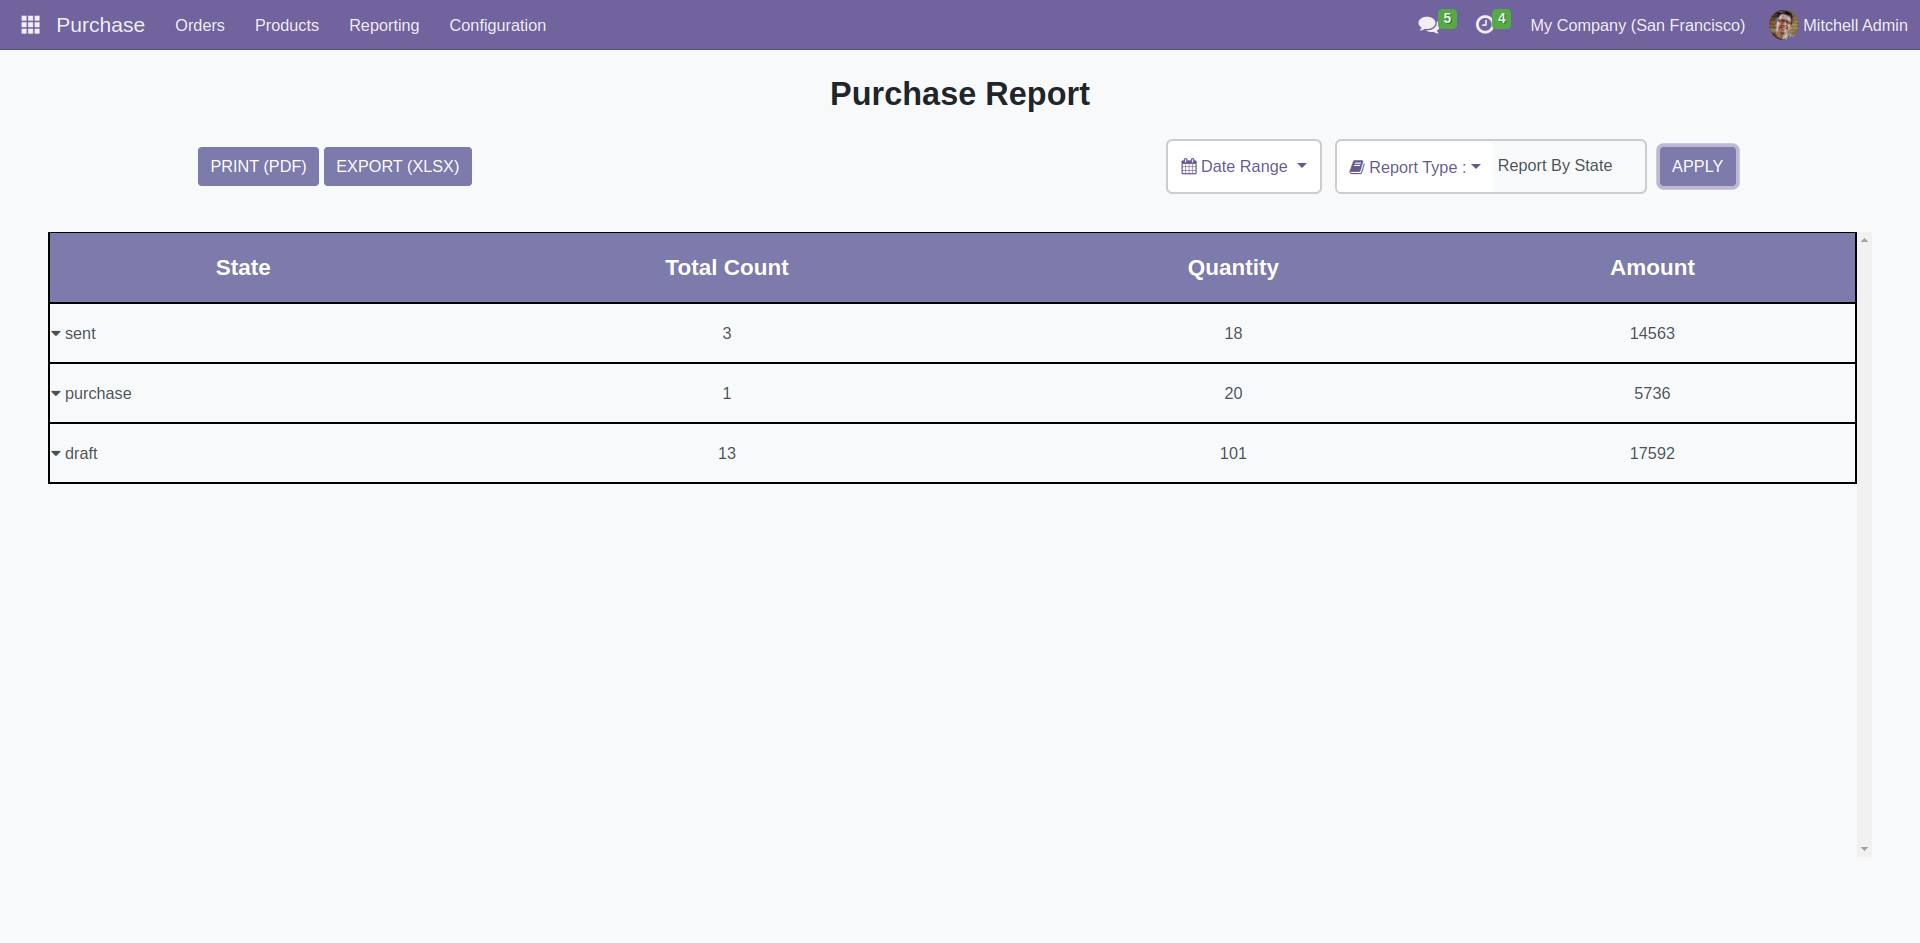 Purchase Orders Products Reporting Configuration 5 4 My Company (San Francisco) Mitchell Admin
Purchase Report
PRINT (PDF) EXPORT (XLSX) Date Range Report Type : Report By State APPLY
State Total Count Quantity Amount
sent 3 18 14563
purchase 1 20 5736
draft 13 101 17592